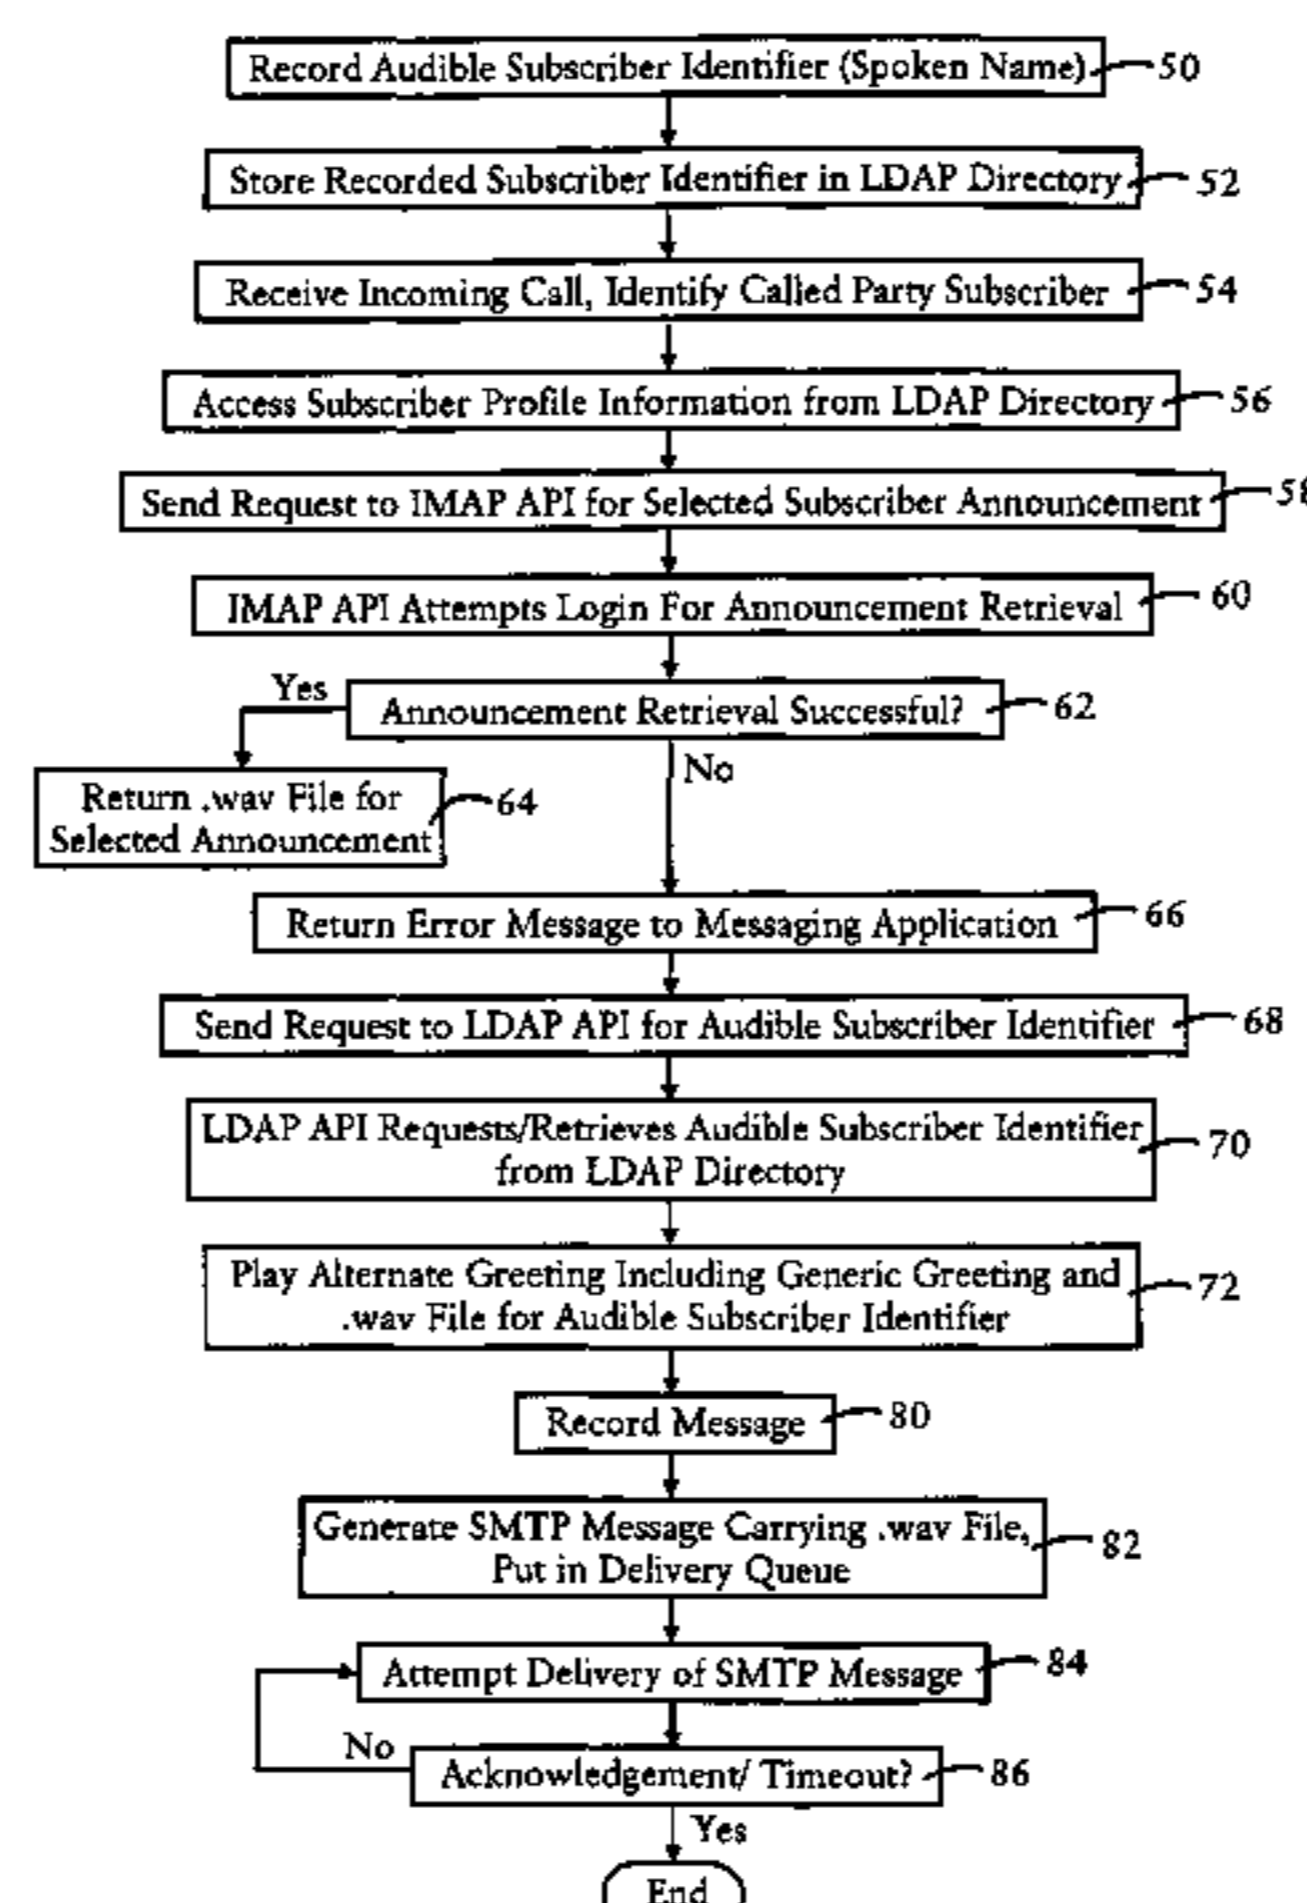 Record Audible Subscriber Identifier (Spoken Name) 50
Store Recorded Subscriber Identifier in LDAP Directory 52
Receive Incoming Call, Identify Called Party Subscriber 54
Access Subscriber Profile Information from LDAP Directory 56
Send Request to IMAP API for Selected Subscriber Announcement
IMAP API Attempts Login For Announcement Retrieval 60
Yes
Announcement Retrieval Successful? 62
No
Return .wav File for
Selected Announcement
64
Return Error Message to Messaging Application 66
Send Request to LDAP API for Audible Subscriber Identifier 68
LDAP API Requests/Retrieves Audible Subscriber Identifier
from LDAP Directory
70
Play Alternate Greeting Including Generic Greeting and
.wav File for Audible Subscriber Identifier
72
Record Message 80
Generate SMTP Message Carrying .wav File,
Put in Delivery Queue
82
Attempt Delivery of SMTP Message 84
No
Acknowledgement/ Timeout? 86
Yes
End